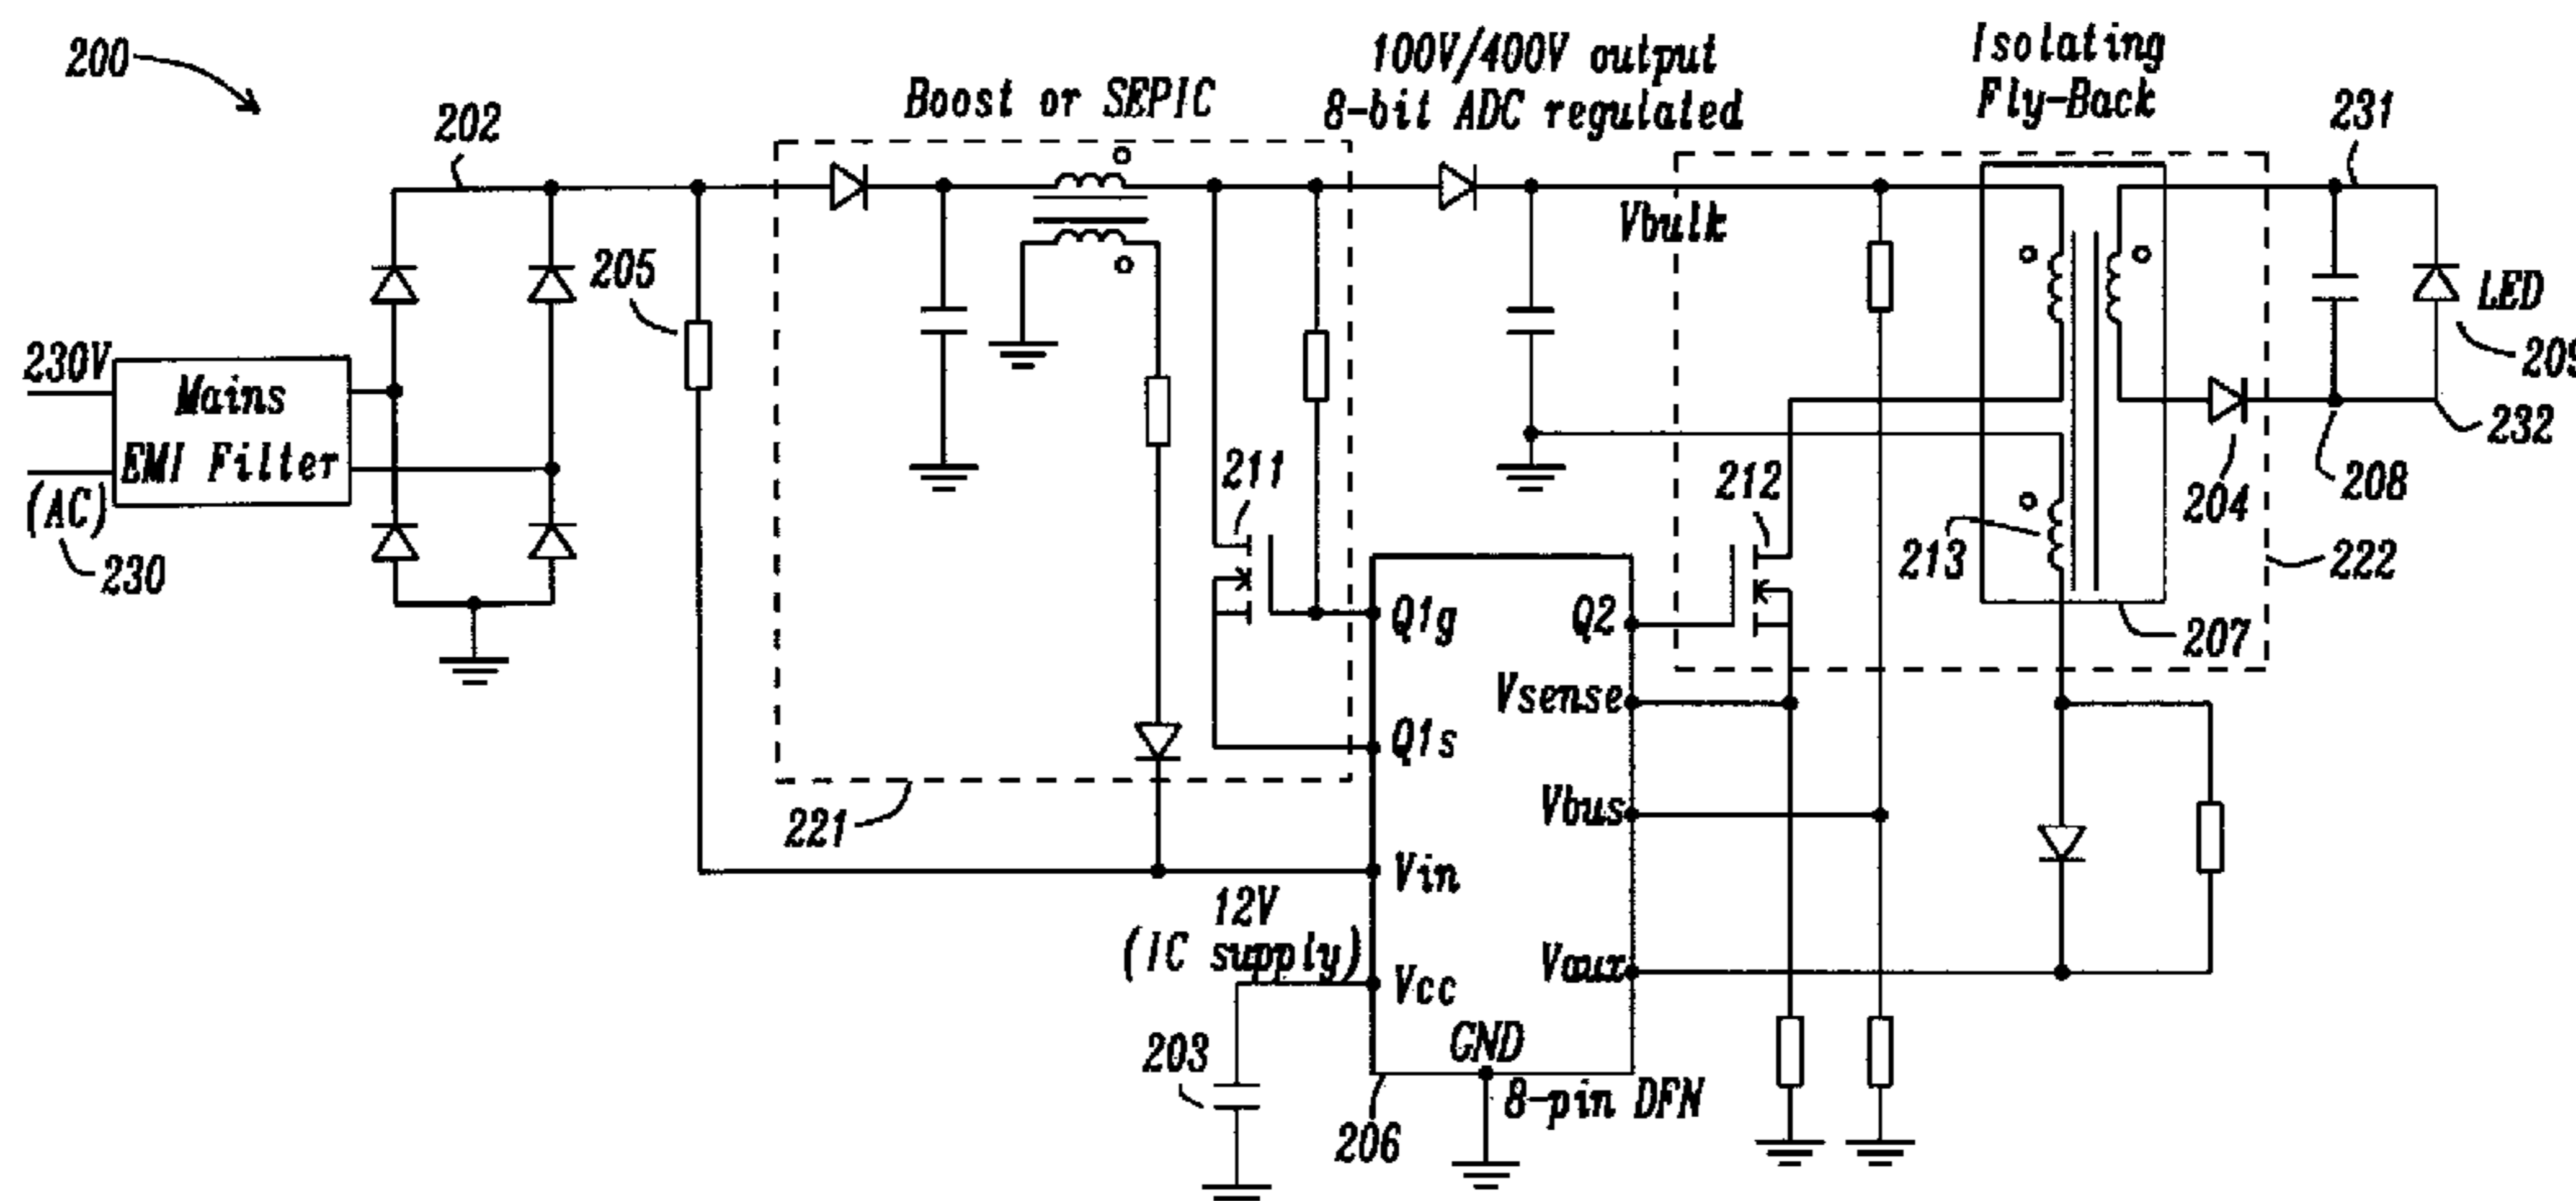 200
202
Boost or SEPIC
100V/400V output
8-bit ADC regulated
Isolating
Fly-Back
231
Vbulk
205
LED
209
230V
Mains
EMI Filter
(AC)
230
211
212
213
204
208
232
222
207
Q1g
Q2
Vsense
Q1s
Vbus
221
Vin
12V
(IC supply)
Vcc
Vaux
GND
203
8-pin DFN
206